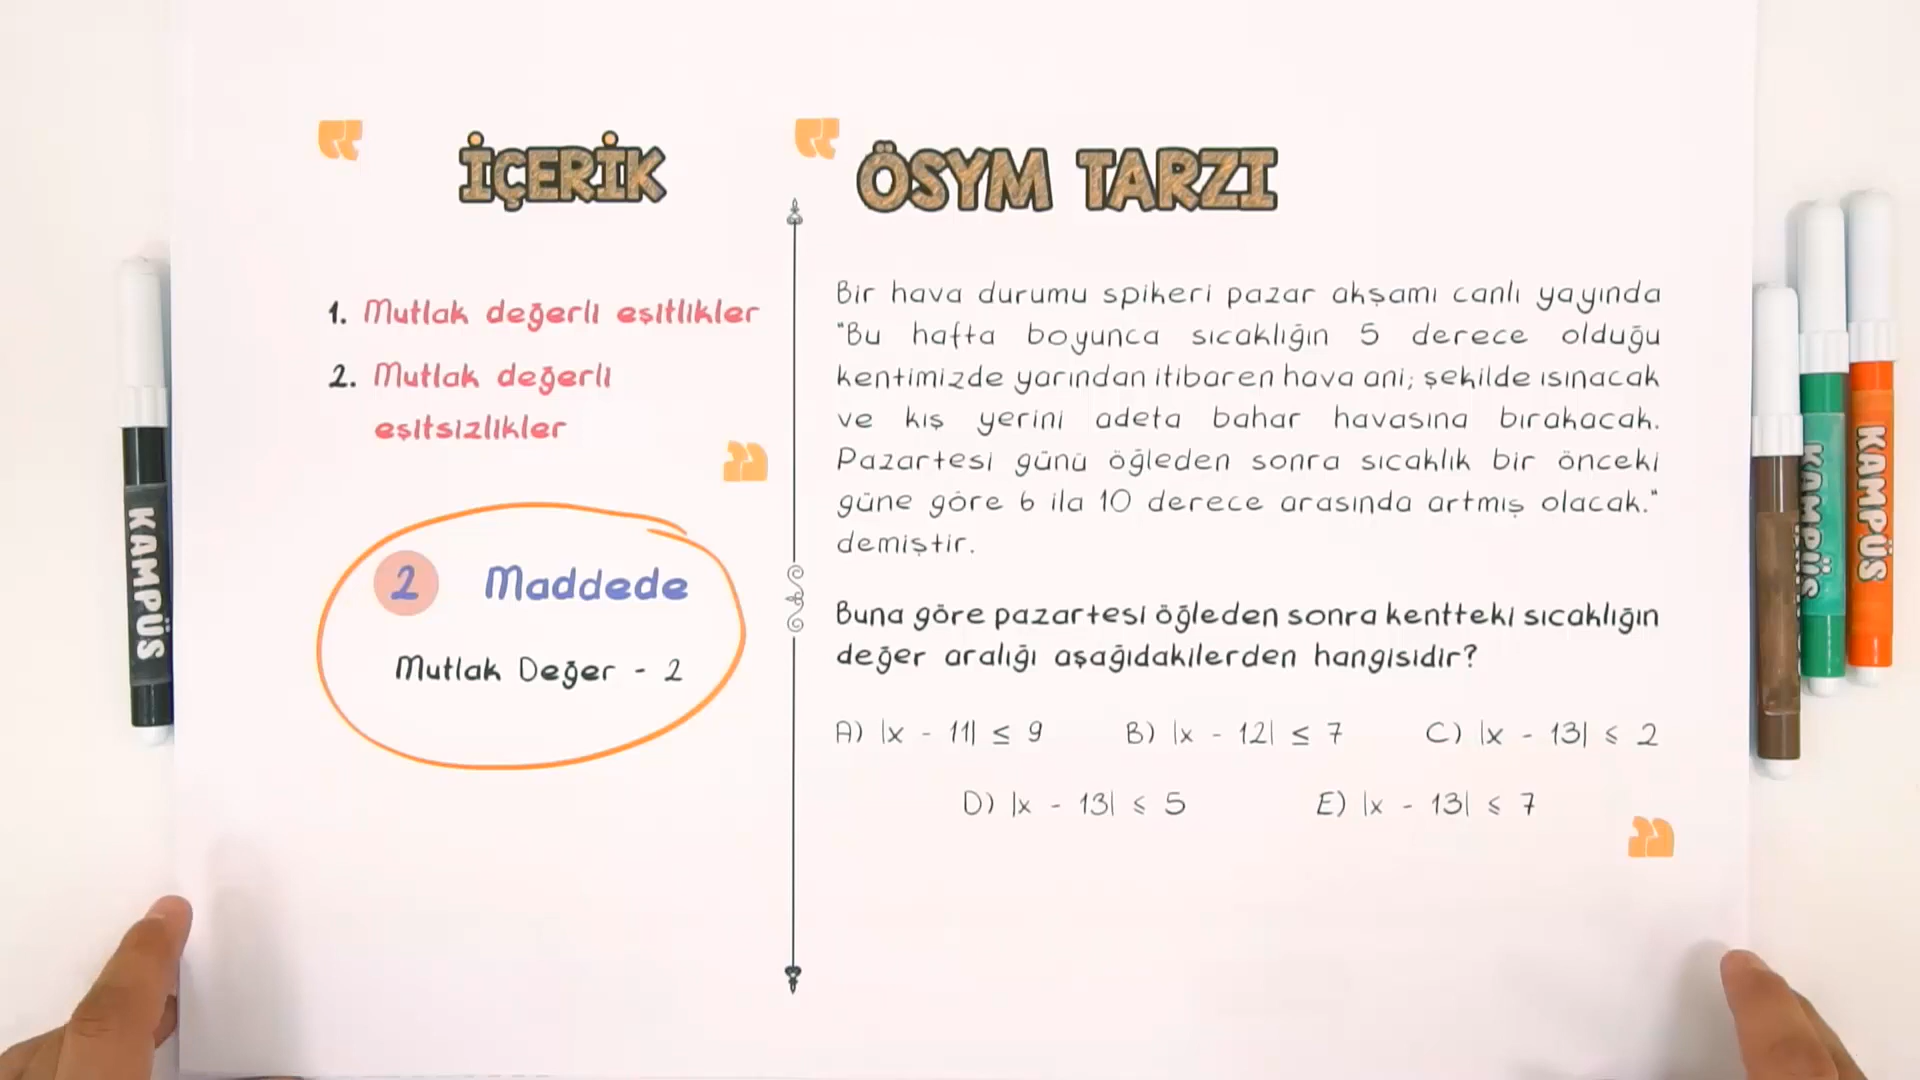 İÇERİK
1. Mutlak değerli eşitlikler
2. Mutlak değerli
eşitsizlikler
2 Maddede
Mutlak Değer - 2
ÖSYM TARZI
Bir hava durumu spikeri pazar akşamı canlı yayında
"Bu hafta boyunca sıcaklığın 5 derece olduğu
kentimizde yarından itibaren hava ani; şekilde ısınacak
ve kış yerini adeta bahar havasına bırakacak.
Pazartesi günü öğleden sonra sıcaklık bir önceki
güne göre 6 ila 10 derece arasında artmış olacak."
demiştir.
Buna göre pazartesi öğleden sonra kentteki sıcaklığın
değer aralığı aşağıdakilerden hangisidir?
A) |x - 11| ≤ 9 B) |x - 12| ≤ 7 C) |x - 13| ⩽ 2
D) |x - 13| ⩽ 5 E) |x - 13| ⩽ 7
KAMPÜS
KAMPÜS
KAMPÜS